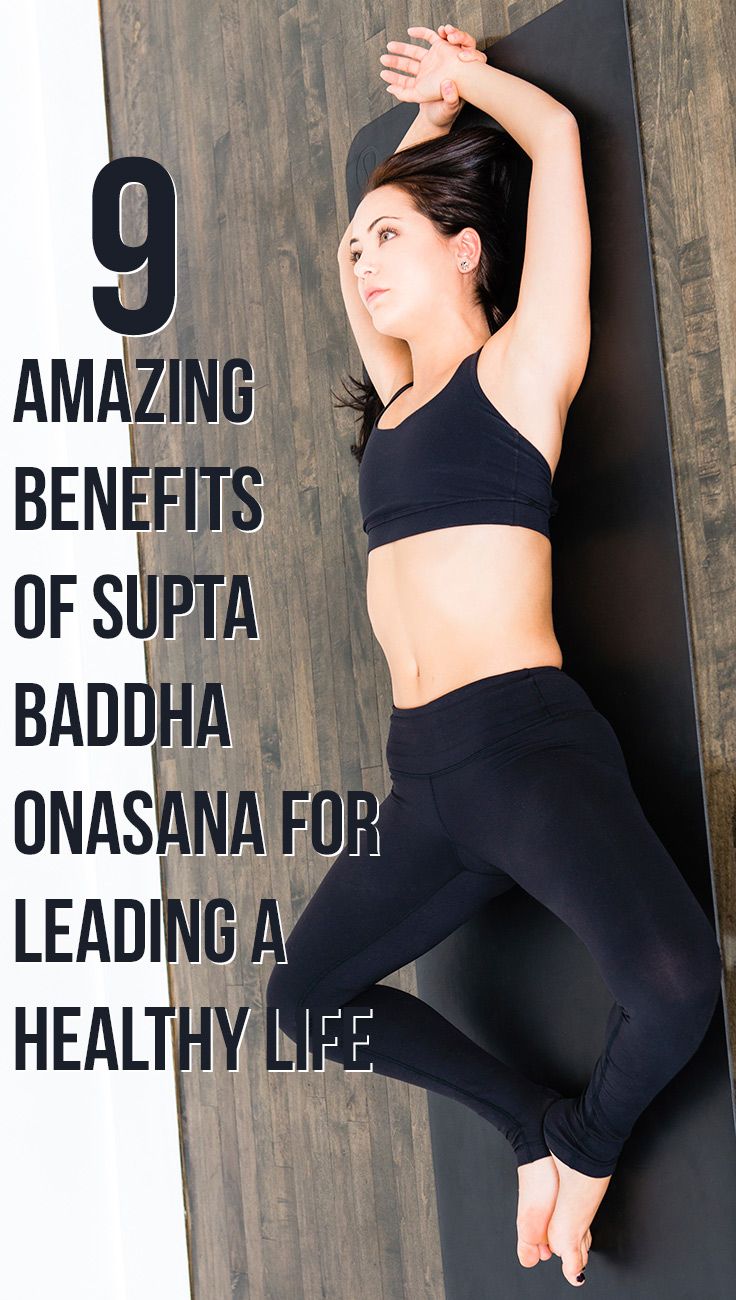 9
AMAZING
BENEFITS
OF SUPTA
BADDHA
ONASANA FOR
LEADING A
HEALTHY LIFE